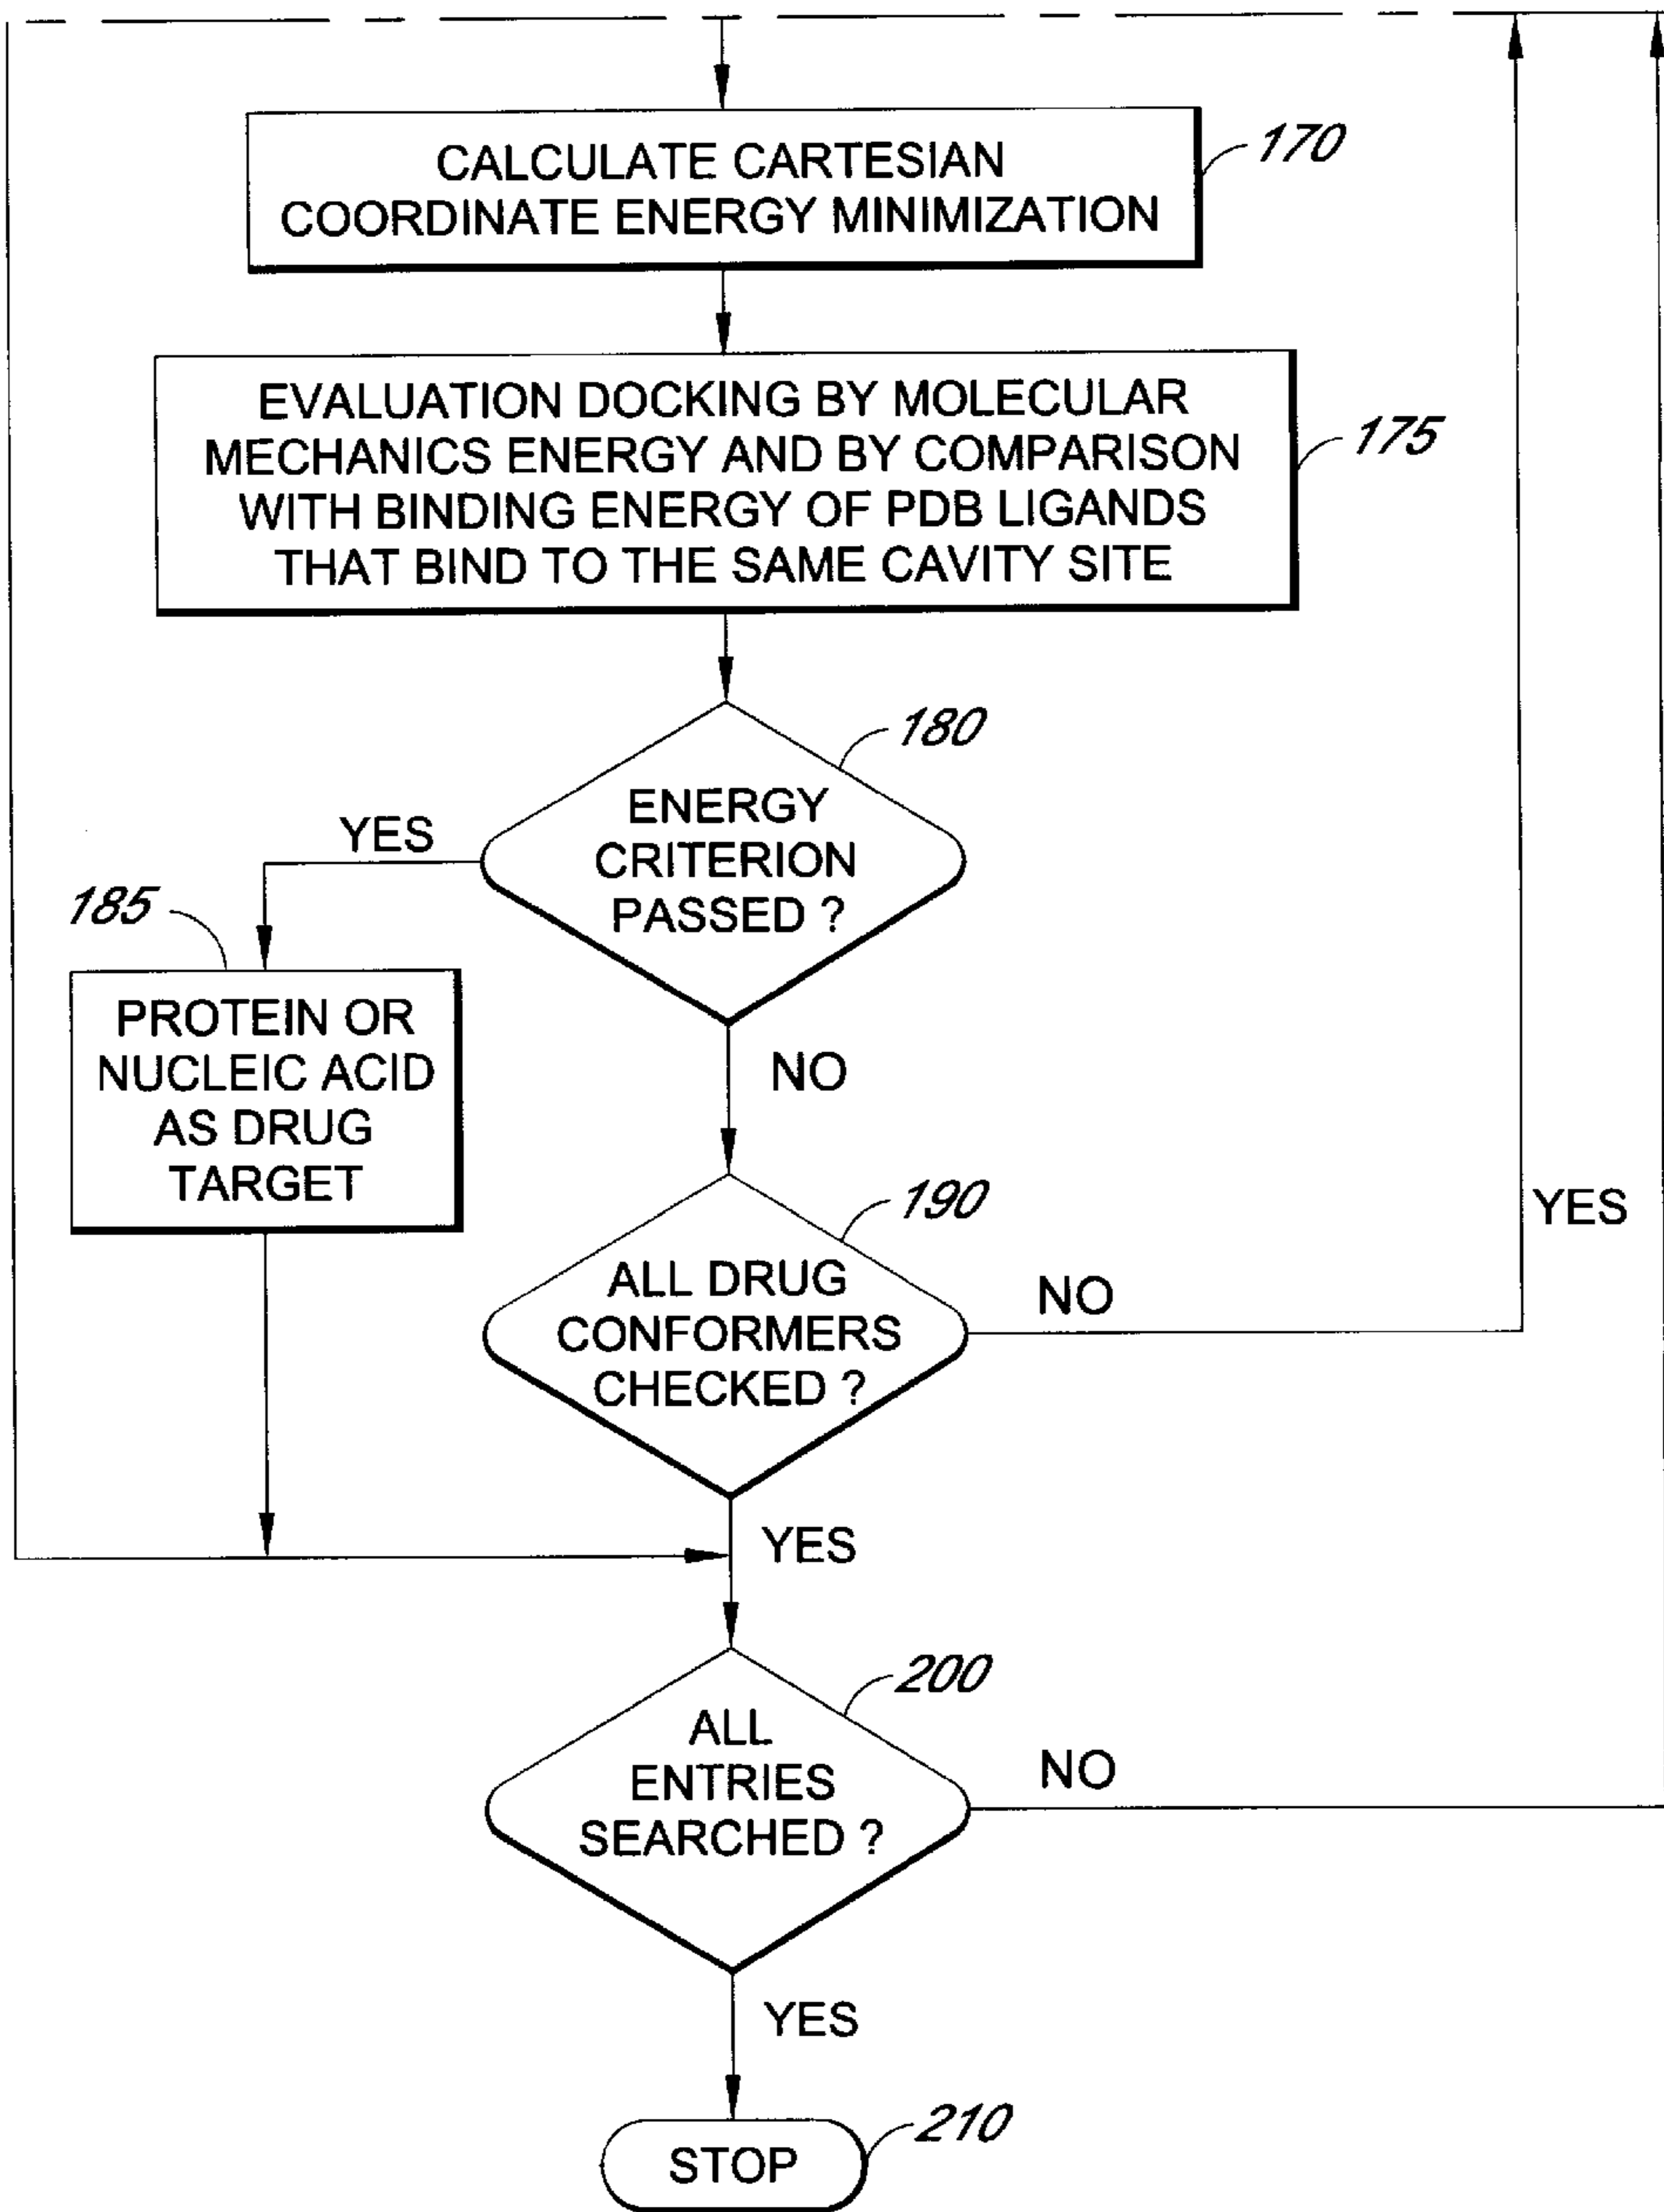 CALCULATE CARTESIAN
COORDINATE ENERGY MINIMIZATION
170
EVALUATION DOCKING BY MOLECULAR
MECHANICS ENERGY AND BY COMPARISON
WITH BINDING ENERGY OF PDB LIGANDS
THAT BIND TO THE SAME CAVITY SITE
175
180
ENERGY
CRITERION
PASSED ?
YES
185
PROTEIN OR
NUCLEIC ACID
AS DRUG
TARGET
NO
190
ALL DRUG
CONFORMERS
CHECKED ?
NO
YES
YES
200
ALL
ENTRIES
SEARCHED ?
NO
YES
210
STOP